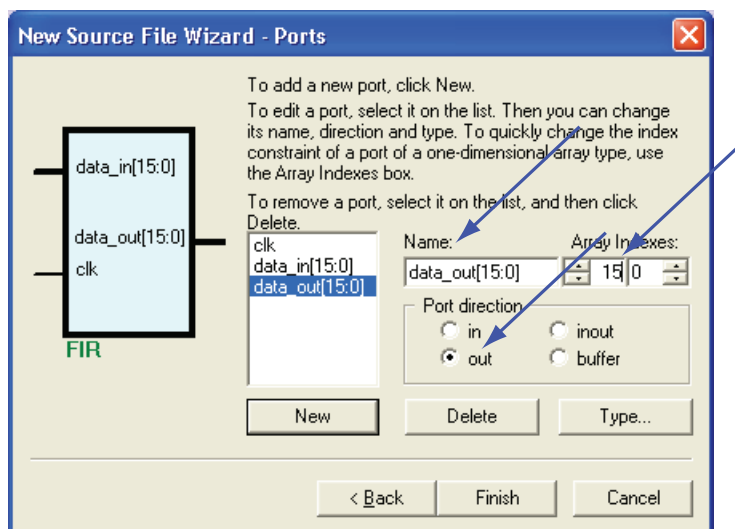 New Source File Wizard - Ports
data_in[15:0]
data_out[15:0]
clk
FIR
To add a new port, click New.
To edit a port, select it on the list. Then you can change
its name, direction and type. To quickly change the index
constraint of a port of a one-dimensional array type, use
the Array Indexes box.
To remove a port, select it on the list, and then click
Delete.
clk
data_in[15:0]
data_out[15:0]
Name:
Array Indexes:
data_out[15:0]
15 0
Port direction
in
inout
out
buffer
New
Delete
Type...
< Back
Finish
Cancel